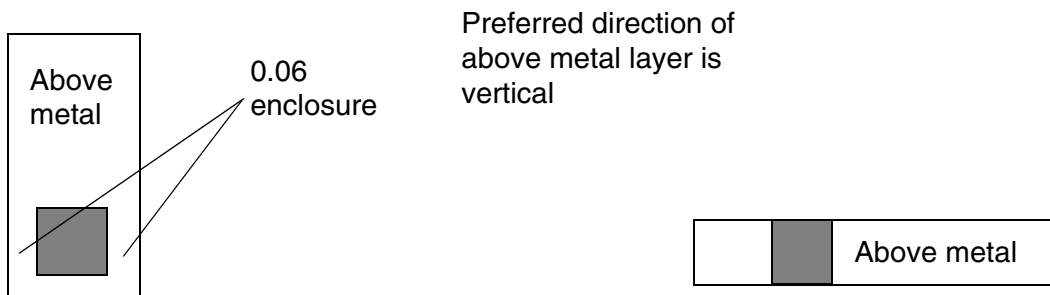 Above
metal
0.06
enclosure
Preferred direction of
above metal layer is
vertical
Above metal